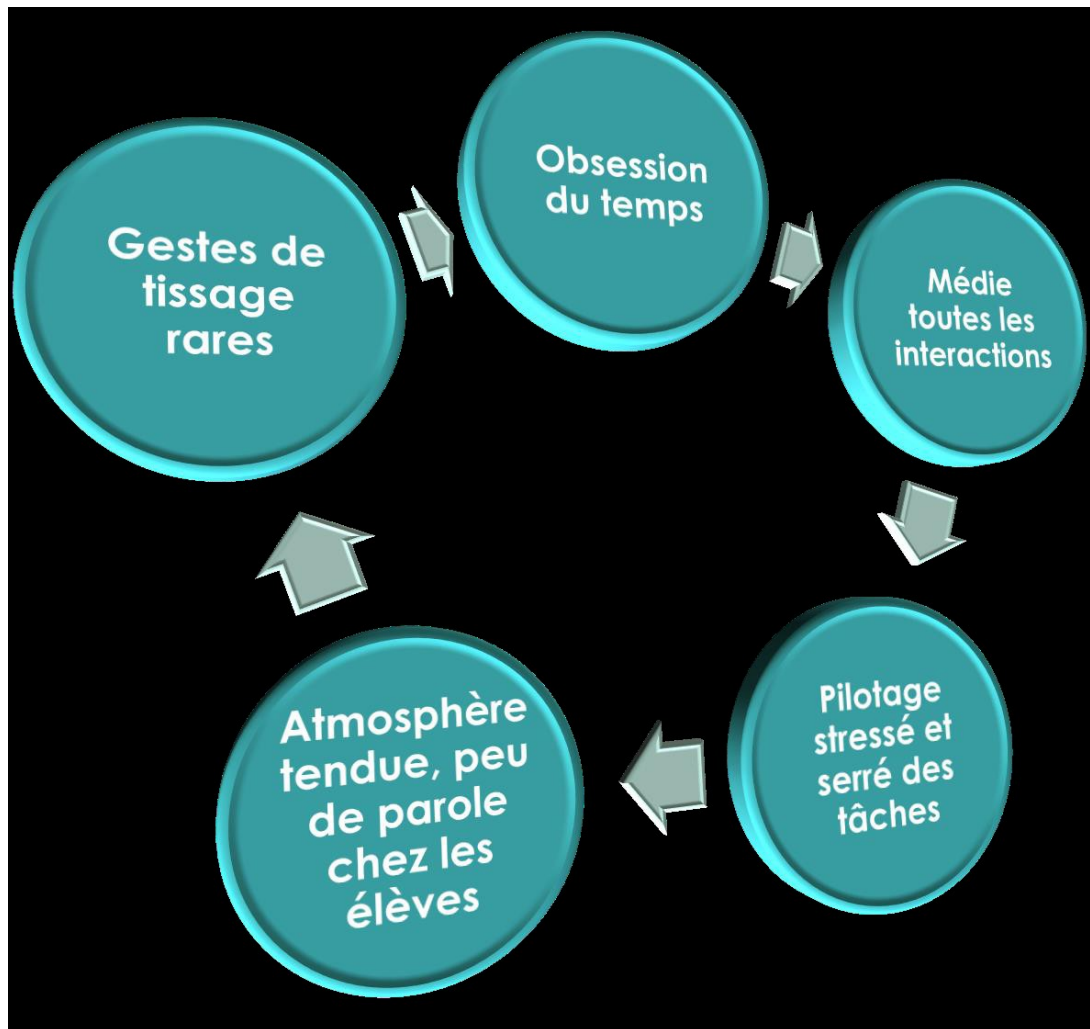 Obsession
du temps
Gestes de
tissage
rares
Médie
toutes les
interactions
Pilotage
stressé et
serré des
tâches
Atmosphère
tendue, peu
de parole
chez les
élèves